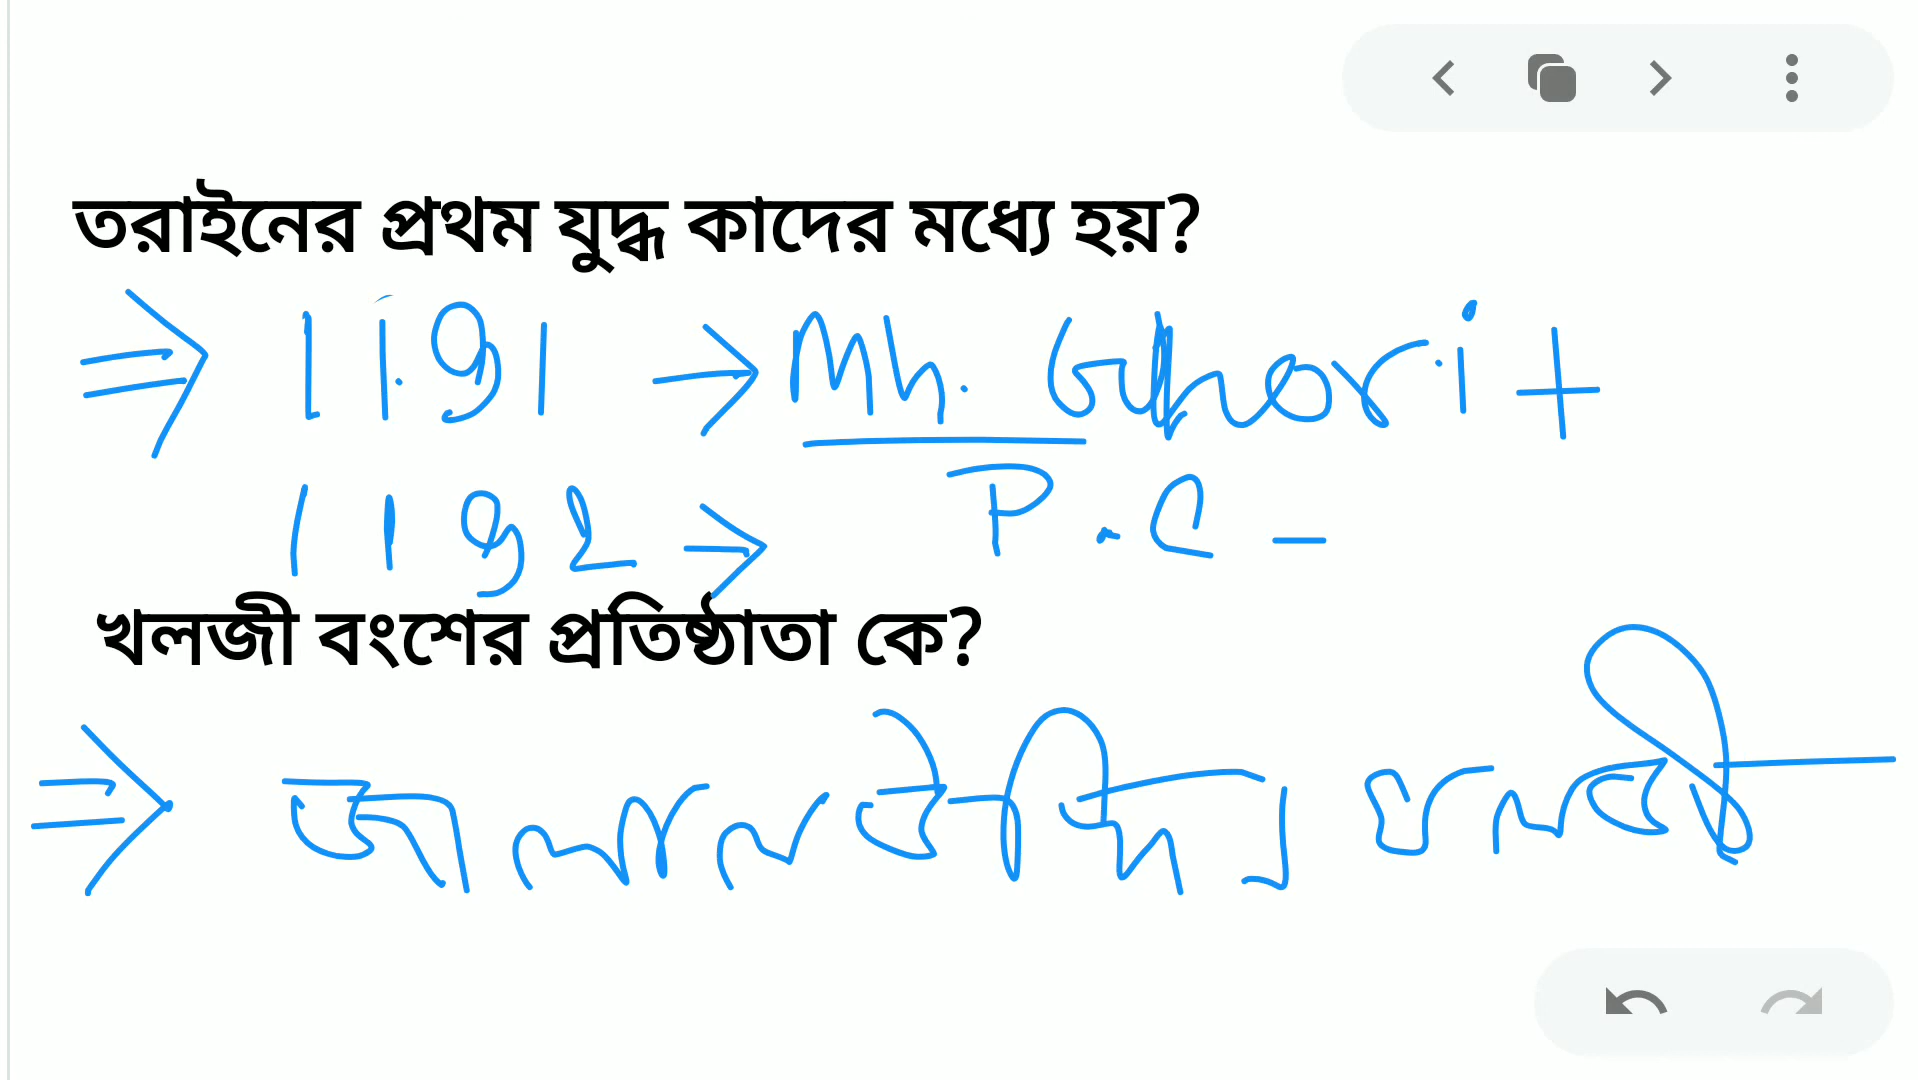 তরাইনের প্রথম যুদ্ধ কাদের মধ্যে হয়?
⇒ 1191 → Mh. Ghori +
P.C -
1192 →
খলজী বংশের প্রতিষ্ঠাতা কে?
⇒ জালালউদ্দিন খলজী